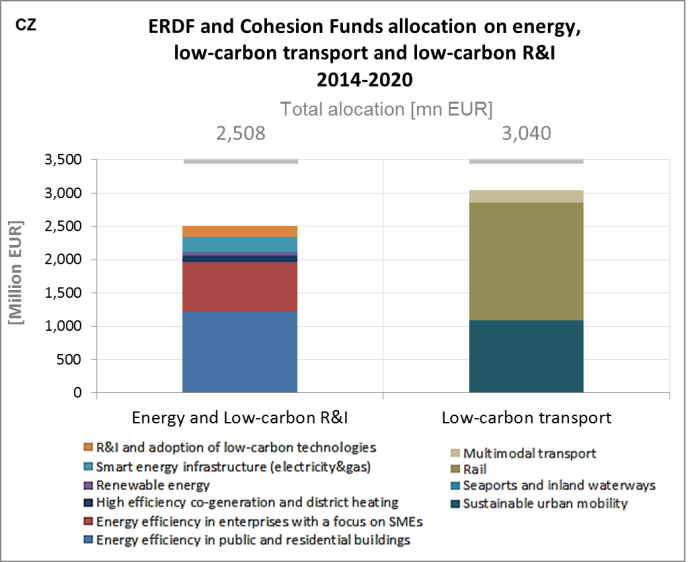 CZ
ERDF and Cohesion Funds allocation on energy,
low-carbon transport and low-carbon R&I
2014-2020
Total alocation [mn EUR]
2,508 3,040
3,500
3,000
2,500
2,000
1,500
1,000
500
0
[Million EUR]
Energy and Low-carbon R&I Low-carbon transport
R&I and adoption of low-carbon technologies
Smart energy infrastructure (electricity&gas)
Renewable energy
High efficiency co-generation and district heating
Energy efficiency in enterprises with a focus on SMEs
Energy efficiency in public and residential buildings
Multimodal transport
Rail
Seaports and inland waterways
Sustainable urban mobility